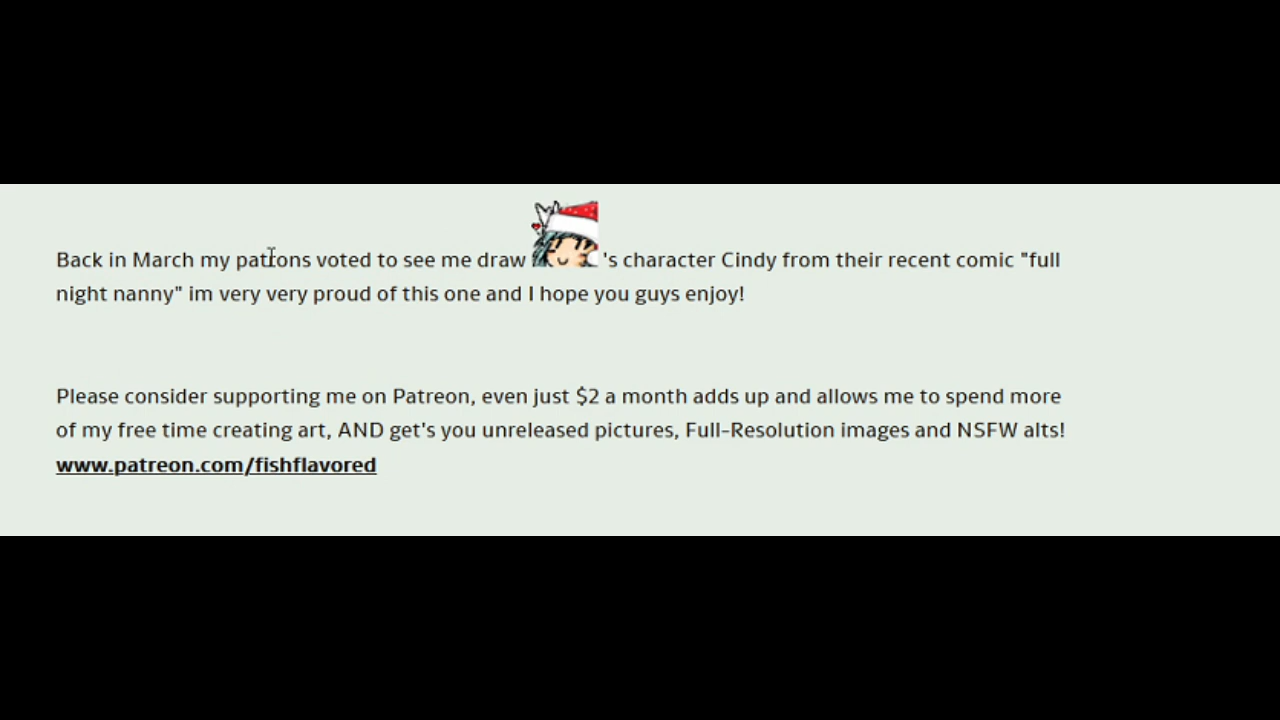 Back in March my patrons voted to see me draw 's character Cindy from their recent comic "full
night nanny" im very very proud of this one and I hope you guys enjoy!
Please consider supporting me on Patreon, even just $2 a month adds up and allows me to spend more
of my free time creating art, AND get's you unreleased pictures, Full-Resolution images and NSFW alts!
www.patreon.com/fishflavored